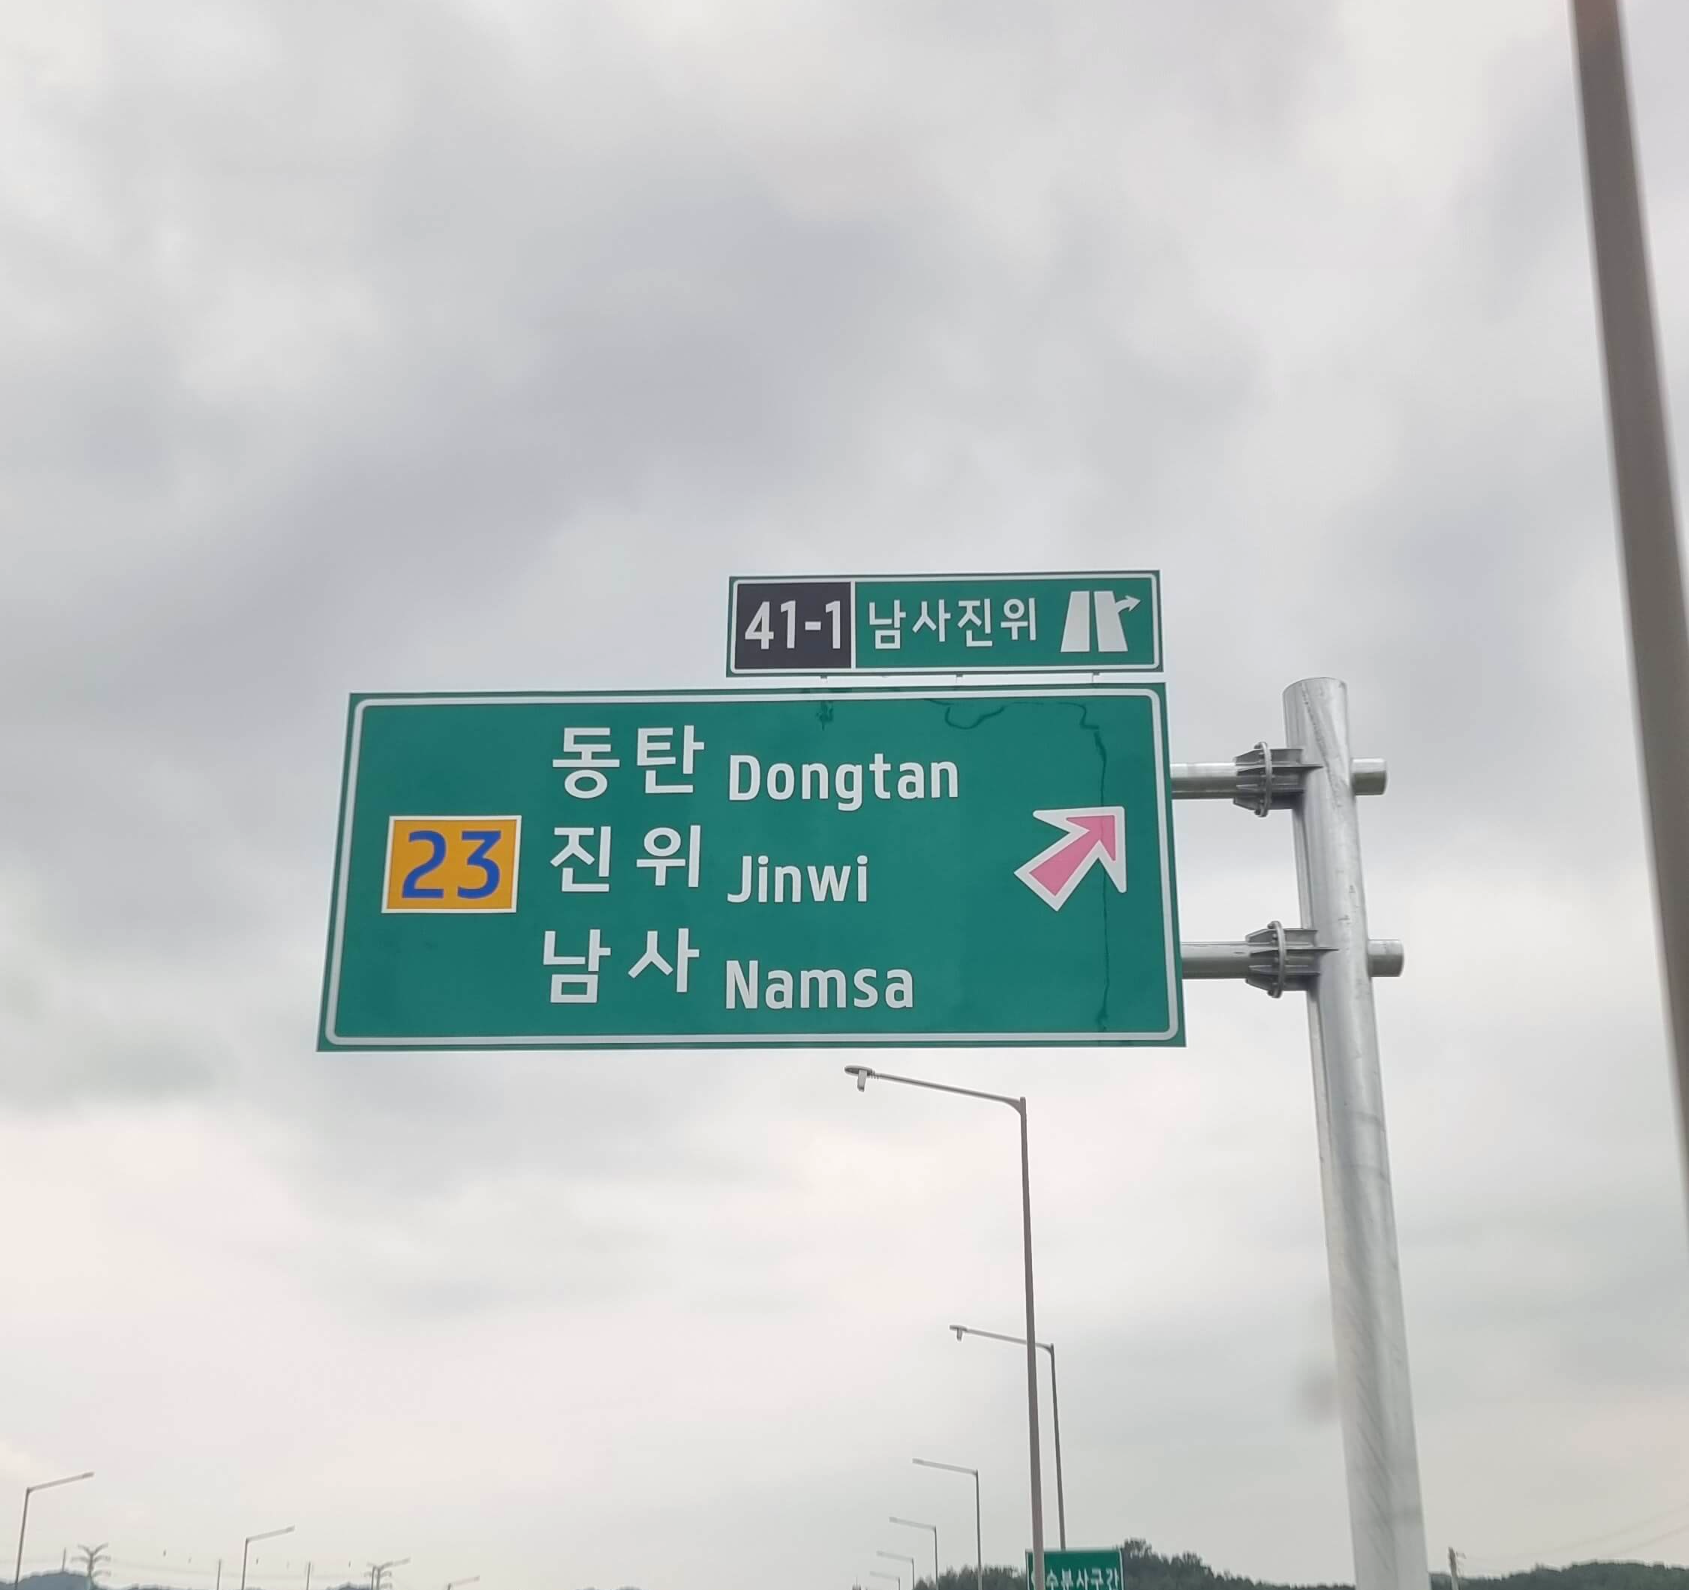 41-1 남사진위
동탄 Dongtan
23 진위 Jinwi
남사 Namsa